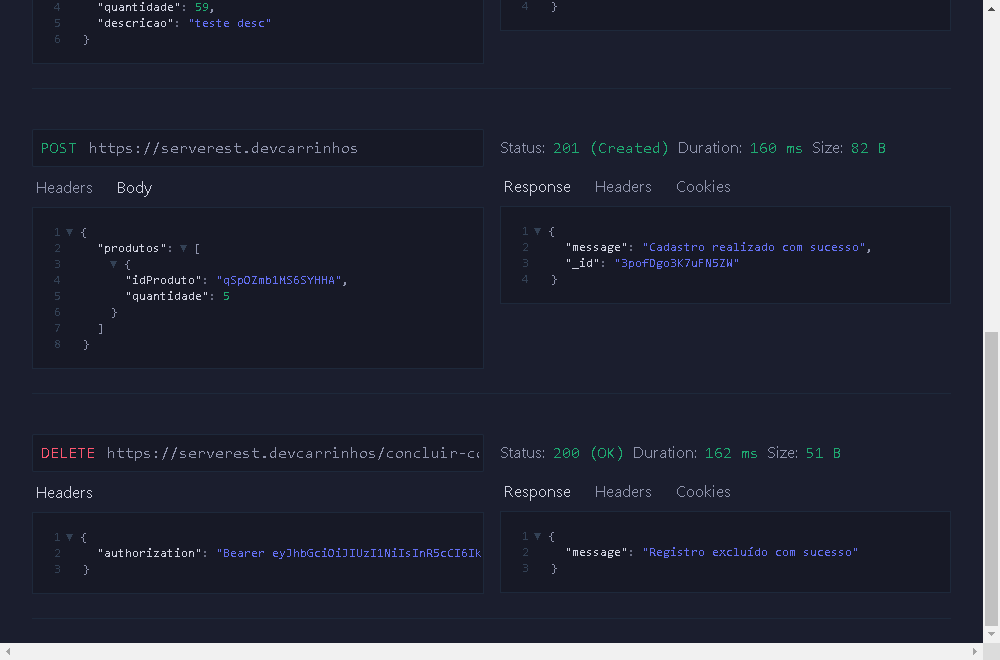 4 "quantidade": 59,
5 "descricao": "teste desc"
6 }
4 }
POST https://serverest.devcarrinhos
Status: 201 (Created) Duration: 160 ms Size: 82 B
Headers Body
Response Headers Cookies
1 {
2 "produtos": [
3 {
4 "idProduto": "qSpOZmb1MS6SYHHA",
5 "quantidade": 5
6 }
7 ]
8 }
1 {
2 "message": "Cadastro realizado com sucesso",
3 "_id": "3pofDgo3K7uFN5ZW"
4 }
DELETE https://serverest.devcarrinhos/concluir-co
Status: 200 (OK) Duration: 162 ms Size: 51 B
Headers
Response Headers Cookies
1 {
2 "authorization": "Bearer eyJhbGciOiJIUzI1NiIsInR5cCI6Ik
3 }
1 {
2 "message": "Registro excluído com sucesso"
3 }